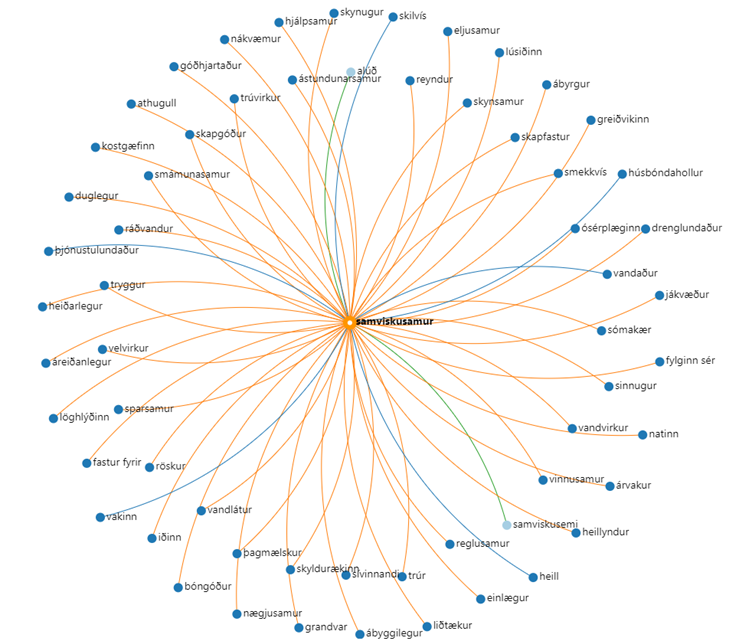 skynugur
skilvís
hjálpsamur
eljusamur
nákvæmur
lúsiðinn
góðhjartaður
alúð
ástundunarsamur
reyndur
ábyrgur
athugull
trúvirkur
skynsamur
greiðvikinn
skapgóður
skapfastur
kostgæfinn
smámunasamur
smekkvís
húsbóndahollur
duglegur
ráðvandur
ósérplæginn
drenglundaður
þjónustulundaður
vandaður
tryggur
jákvæður
heiðarlegur
samviskusamur
sómakær
velvirkur
áreiðanlegur
fylginn sér
sinnugur
sparsamur
löghlýðinn
vandvirkur
natinn
fastur fyrir
röskur
vinnusamur
árvakur
vakinn
vandlátur
samviskusemi
heillyndur
iðinn
reglusamur
þagmælskur
skyldurækinn
sívinnandi
trúr
heill
bóngóður
einlægur
nægjusamur
grandvar
ábyggilegur
liðtækur